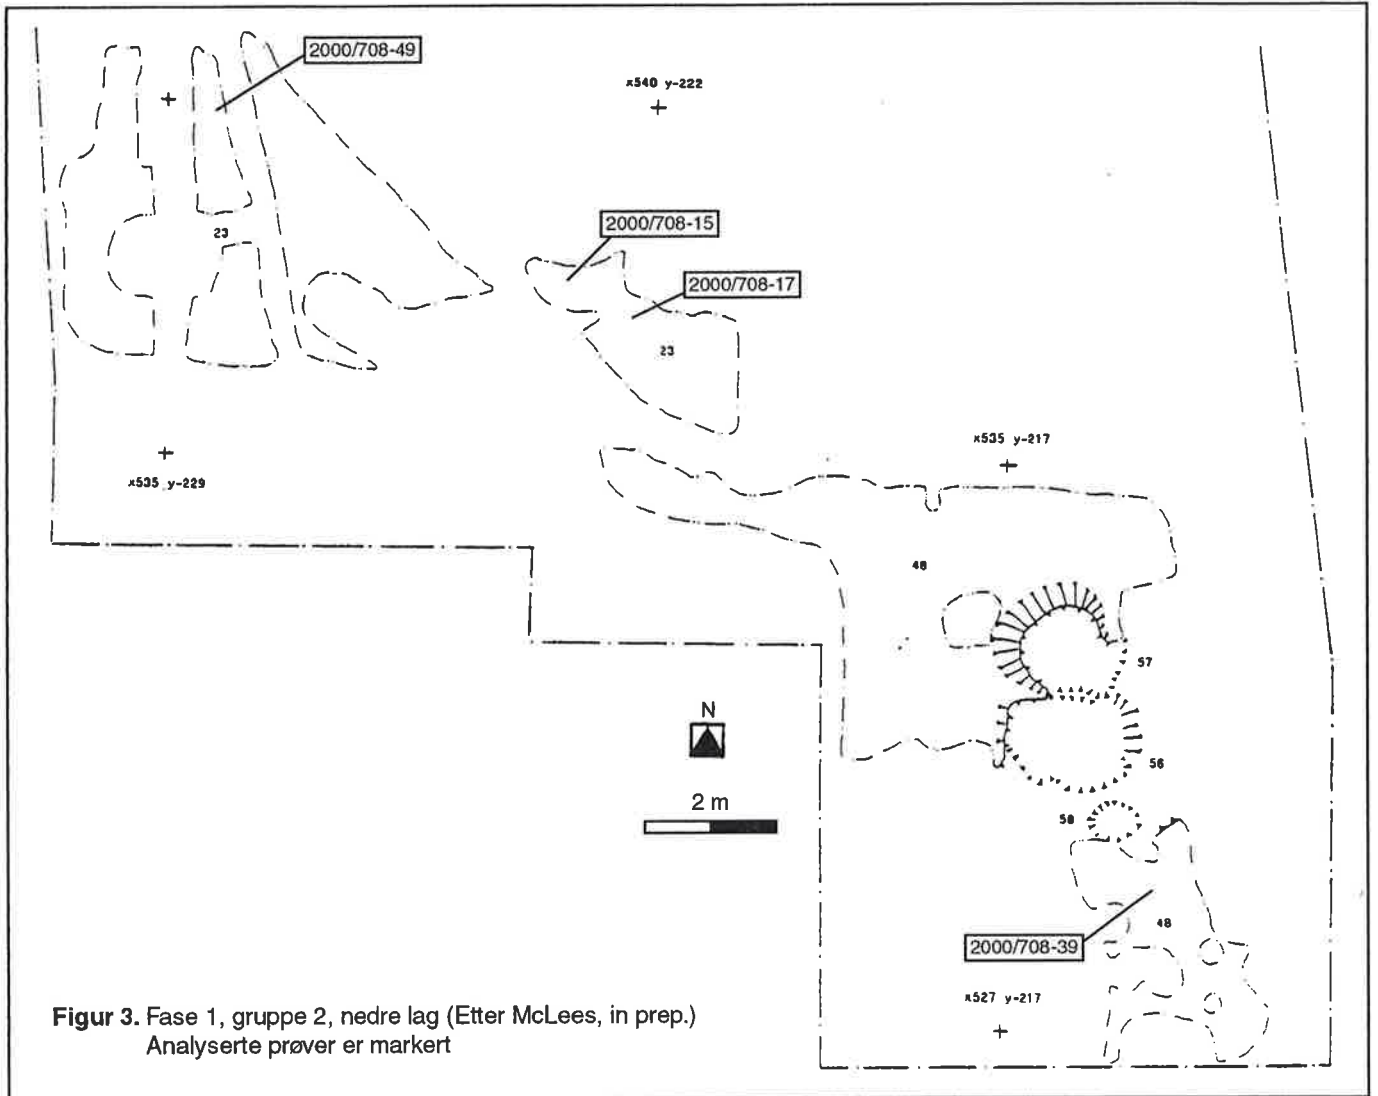 2000/708-49
x540 y-222
2000/708-15
23
2000/708-17
23
x535 y-217
x535 y-229
48
57
N
56
2 m
58
2000/708-39
48
x527 y-217
Figur 3. Fase 1, gruppe 2, nedre lag (Etter McLees, in prep.)
Analyserte prøver er markert